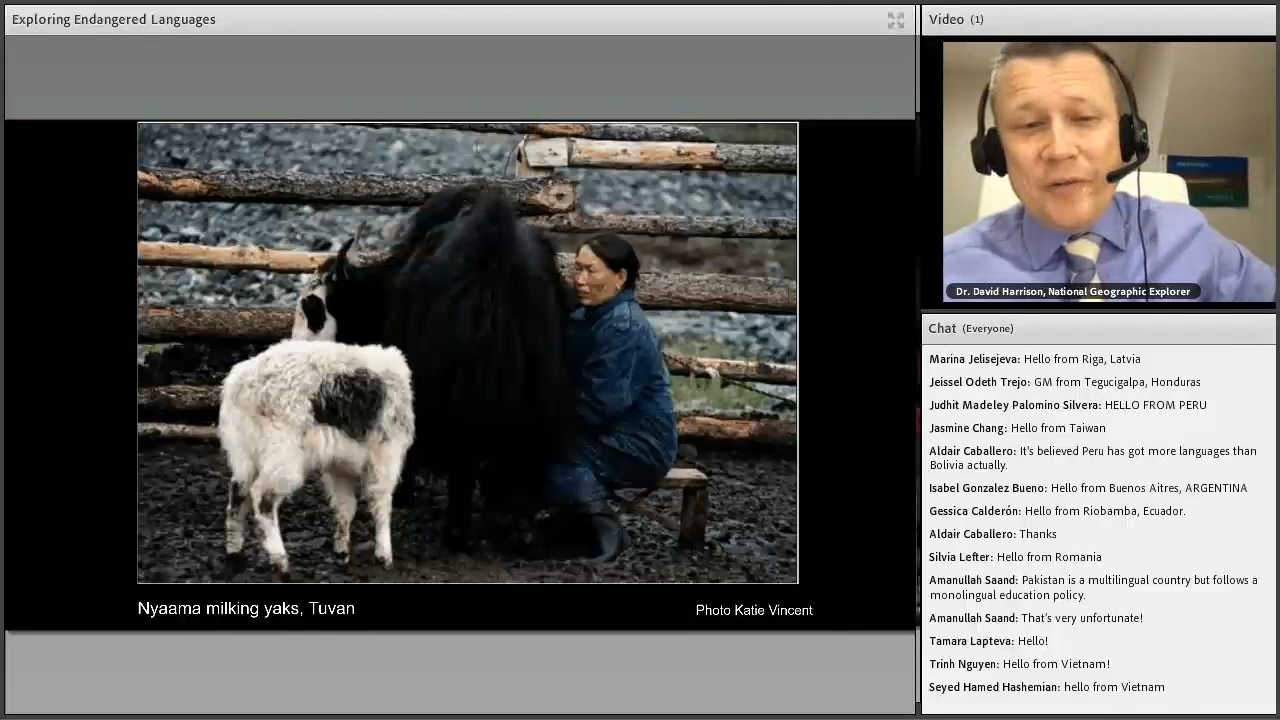 Exploring Endangered Languages
Nyaama milking yaks, Tuvan
Photo Katie Vincent
Video (1)
Dr. David Harrison, National Geographic Explorer
Chat (Everyone)
Marina Jelisejeva: Hello from Riga, Latvia
Jeissel Odeth Trejo: GM from Tegucigalpa, Honduras
Judhit Madeley Palomino Silvera: HELLO FROM PERU
Jasmine Chang: Hello from Taiwan
Aldair Caballero: It's believed Peru has got more languages than
Bolivia actually.
Isabel Gonzalez Bueno: Hello from Buenos Aitres, ARGENTINA
Gessica Calderón: Hello from Riobamba, Ecuador.
Aldair Caballero: Thanks
Silvia Lefter: Hello from Romania
Amanullah Saand: Pakistan is a multilingual country but follows a
monolingual education policy.
Amanullah Saand: That's very unfortunate!
Tamara Lapteva: Hello!
Trinh Nguyen: Hello from Vietnam!
Seyed Hamed Hashemian: hello from Vietnam